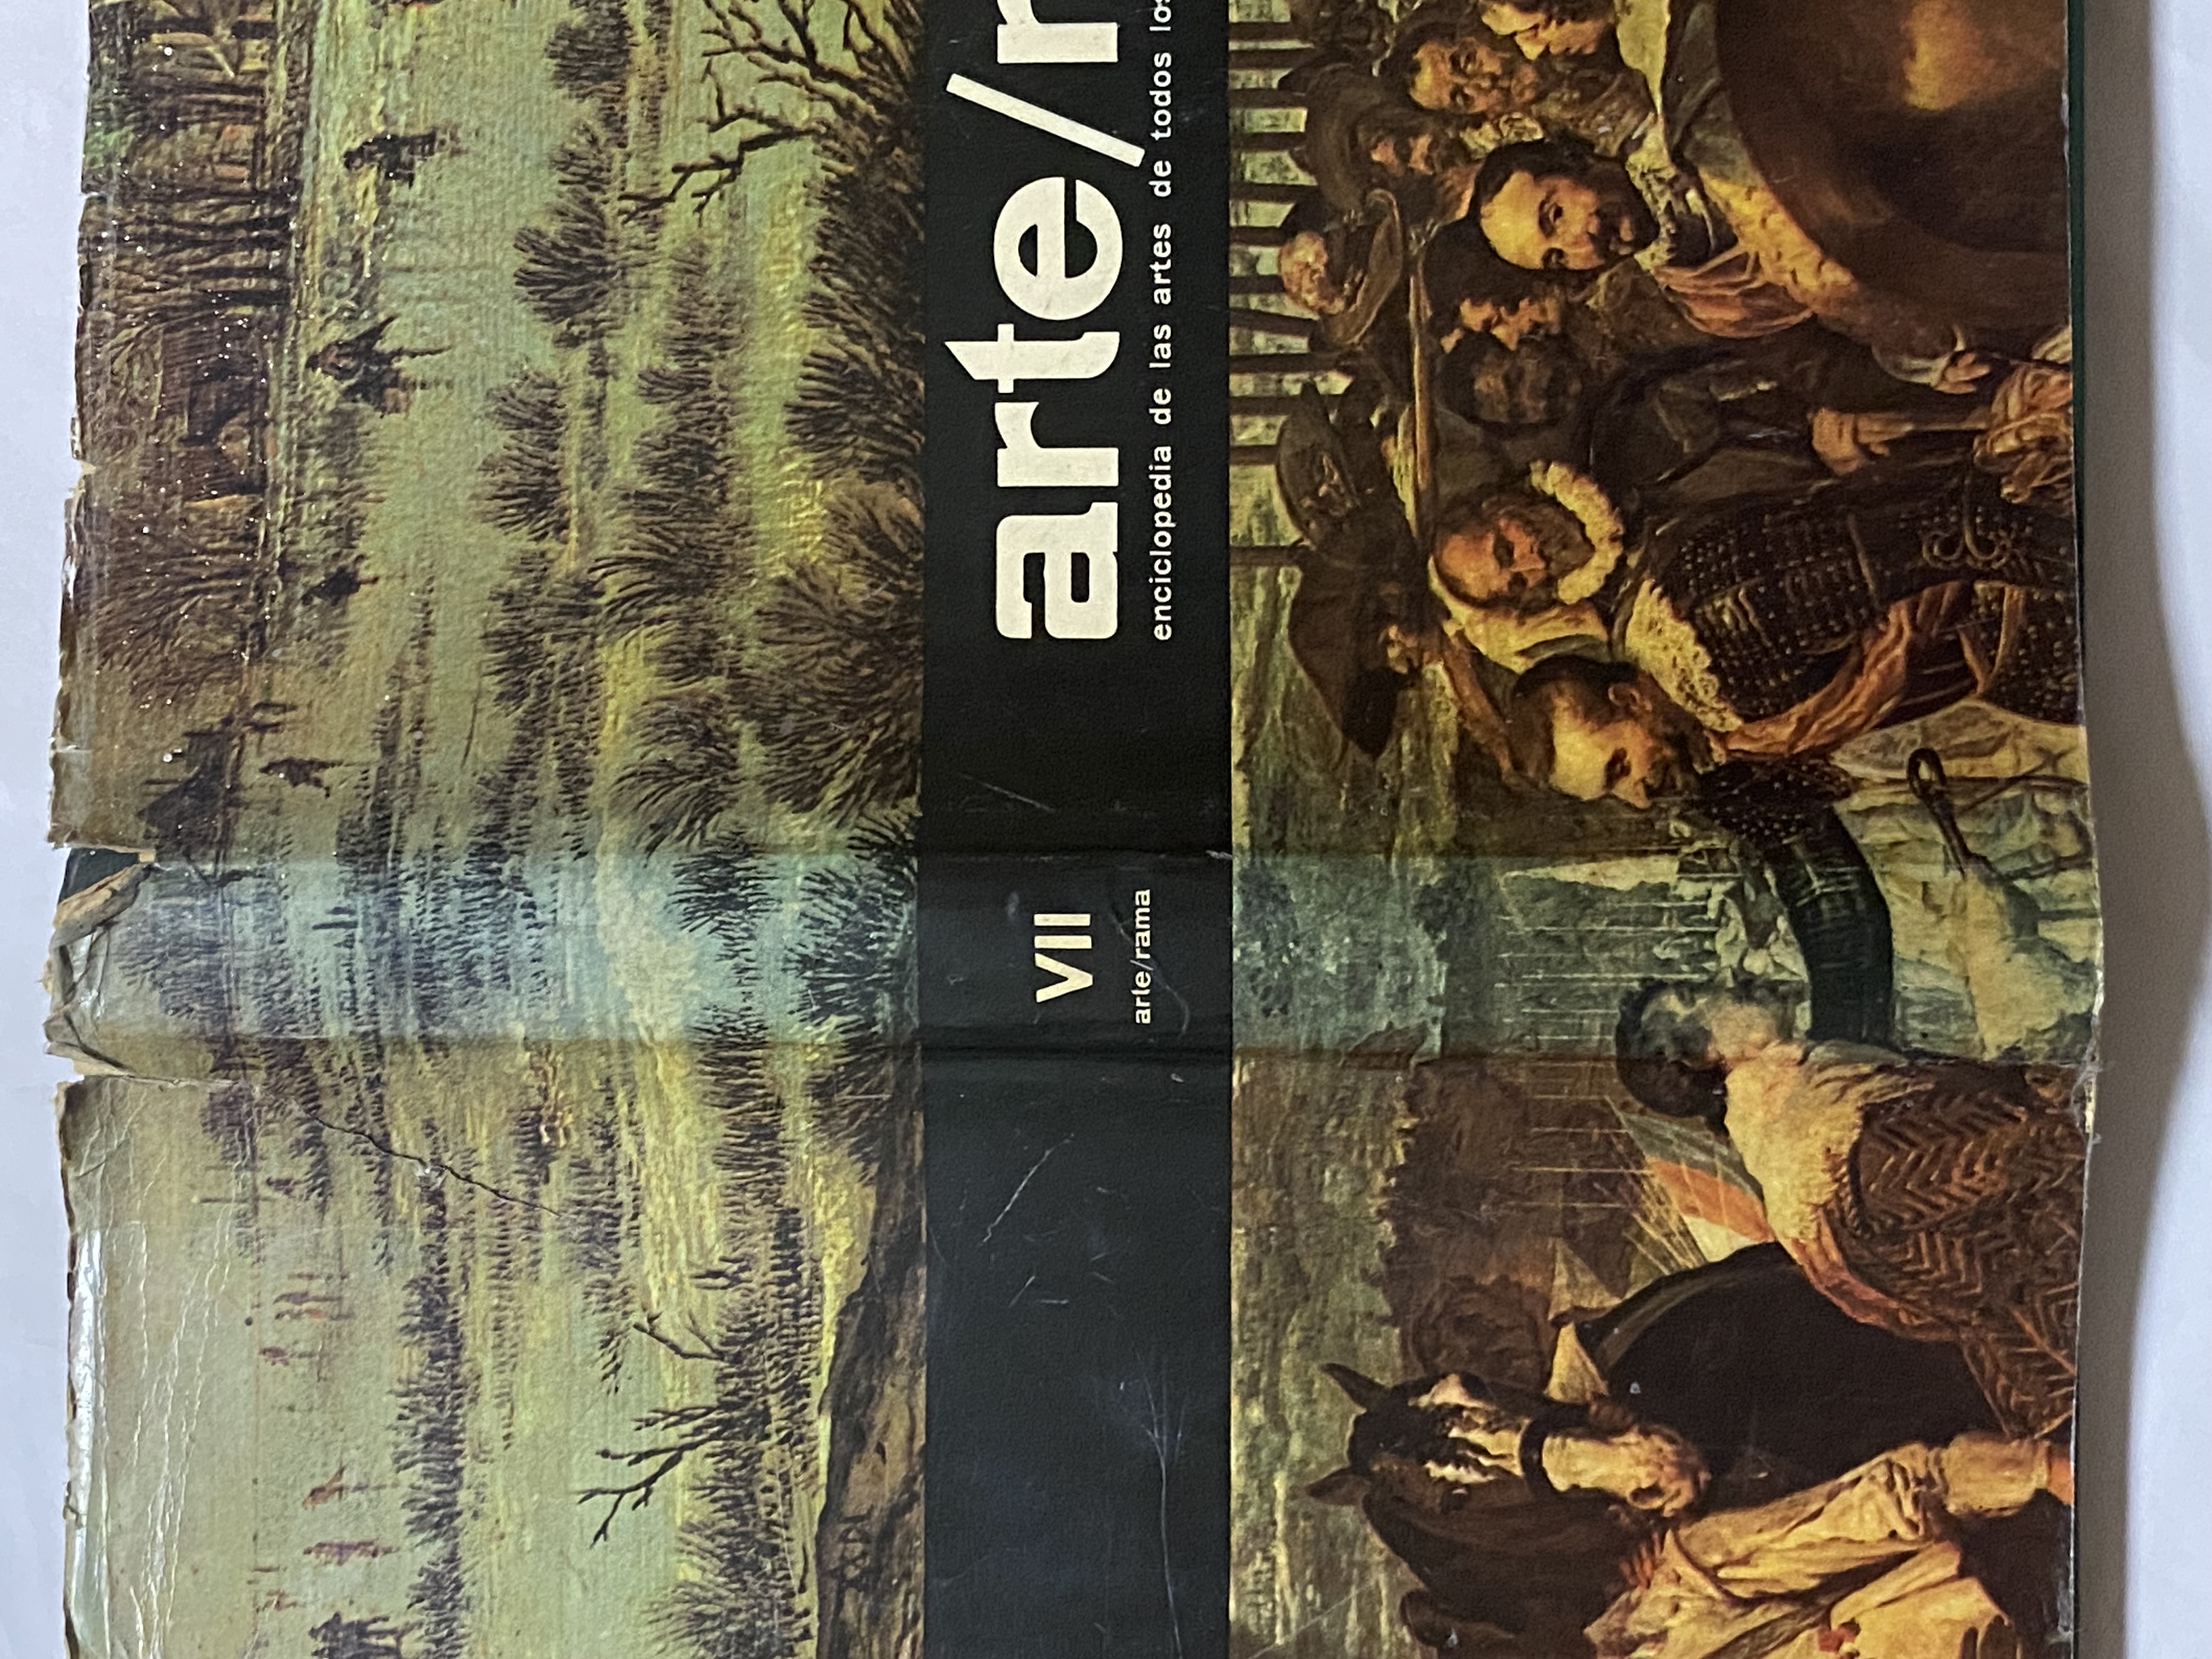 VII
arte/rama
arte/r
enciclopedia de las artes de todos los